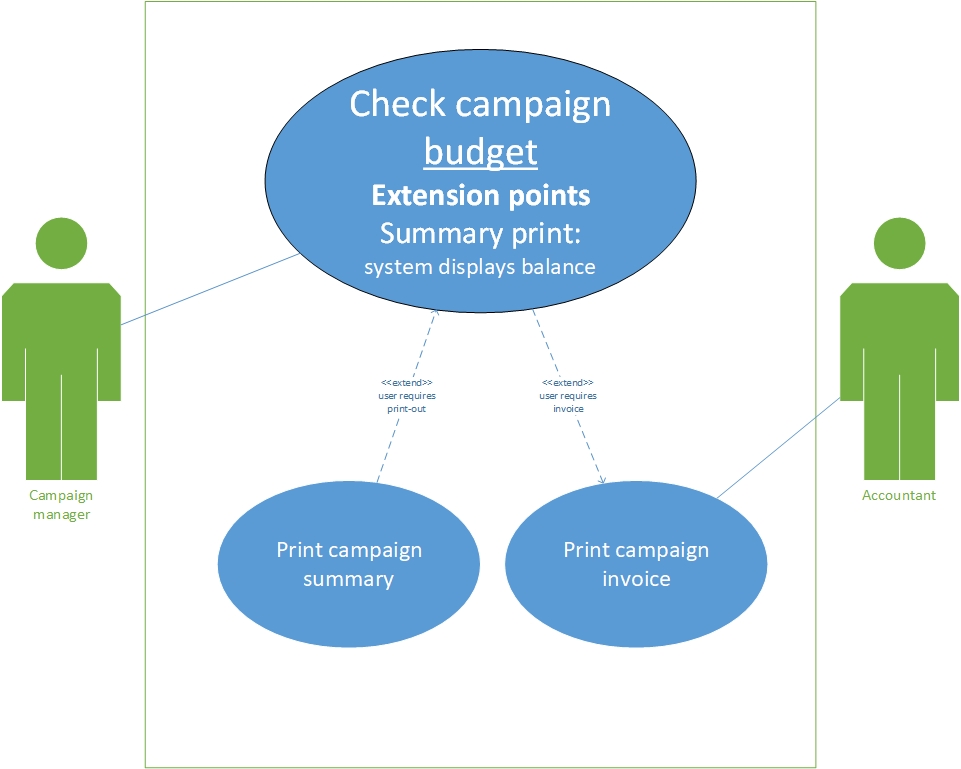 Check campaign
budget
Extension points
Summary print:
system displays balance
<<extend>>
user requires
print-out
<<extend>>
user requires
invoice
Campaign
manager
Accountant
Print campaign
summary
Print campaign
invoice